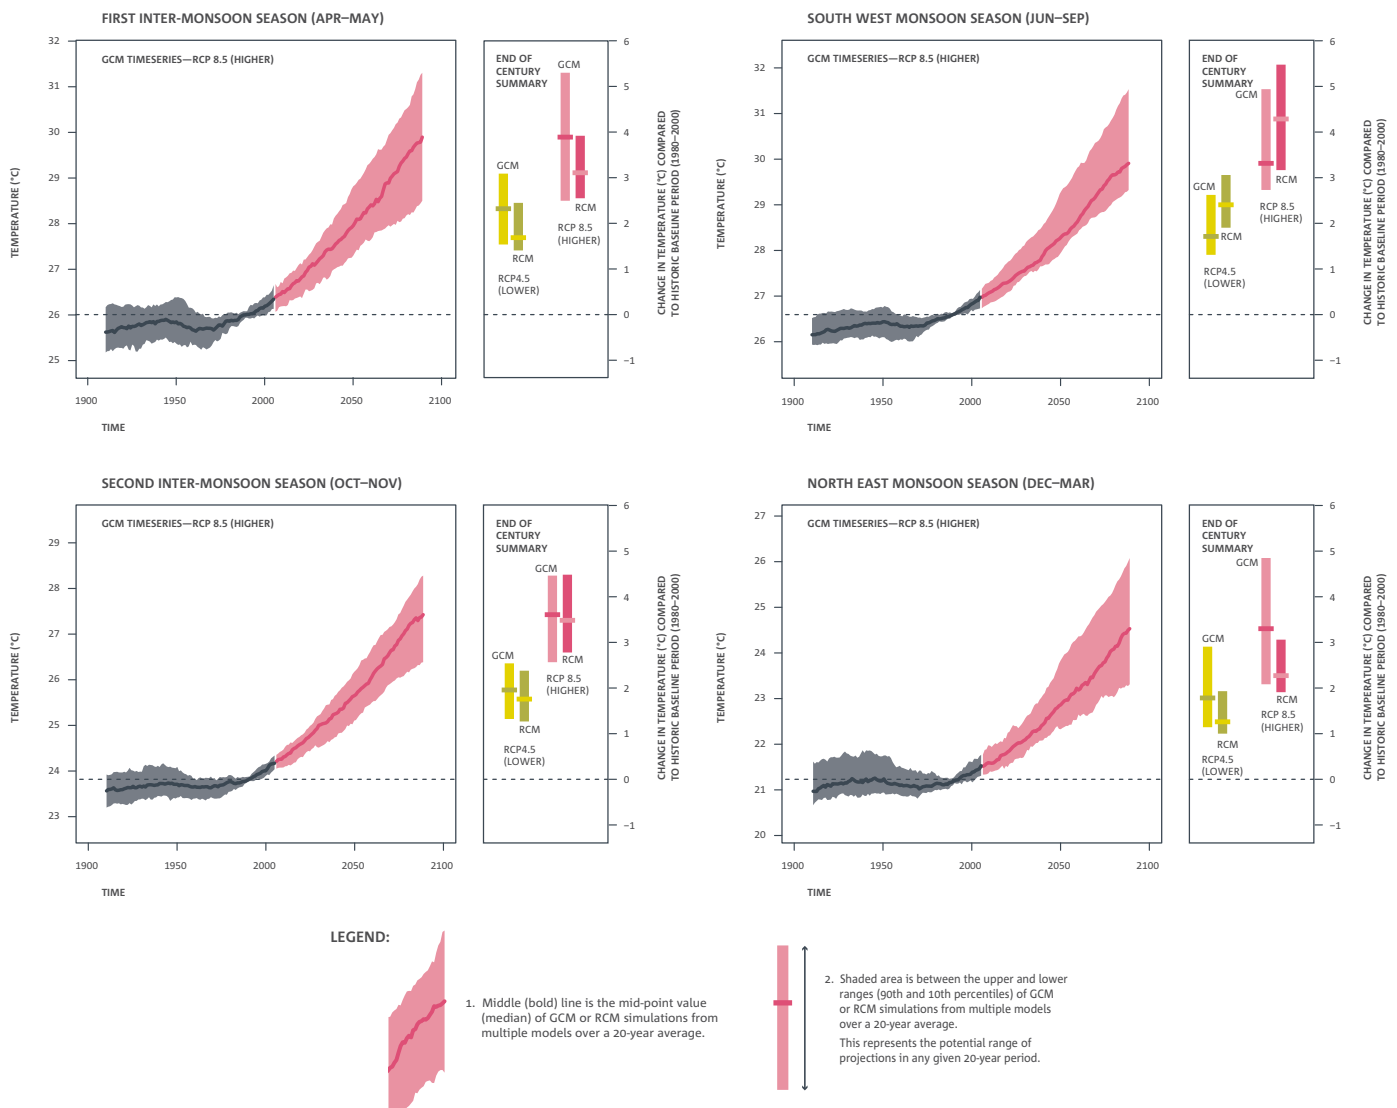 FIRST INTER-MONSOON SEASON (APR–MAY)
GCM TIMESERIES—RCP 8.5 (HIGHER)
TEMPERATURE (°C)
32
31
30
29
28
27
26
25
1900
1950
2000
2050
2100
TIME
END OF
CENTURY
SUMMARY
GCM
GCM
RCM
RCP 8.5
(HIGHER)
RCM
RCP4.5
(LOWER)
6
5
4
3
2
1
0
–1
CHANGE IN TEMPERATURE (°C) COMPARED
TO HISTORIC BASELINE PERIOD (1980–2000)
SOUTH WEST MONSOON SEASON (JUN–SEP)
GCM TIMESERIES—RCP 8.5 (HIGHER)
TEMPERATURE (°C)
32
31
30
29
28
27
26
1900
1950
2000
2050
2100
TIME
END OF
CENTURY
SUMMARY
GCM
GCM
RCM
RCP 8.5
(HIGHER)
RCM
RCP4.5
(LOWER)
6
5
4
3
2
1
0
–1
CHANGE IN TEMPERATURE (°C) COMPARED
TO HISTORIC BASELINE PERIOD (1980–2000)
SECOND INTER-MONSOON SEASON (OCT–NOV)
GCM TIMESERIES—RCP 8.5 (HIGHER)
TEMPERATURE (°C)
29
28
27
26
25
24
23
1900
1950
2000
2050
2100
TIME
END OF
CENTURY
SUMMARY
GCM
GCM
RCM
RCP 8.5
(HIGHER)
RCM
RCP4.5
(LOWER)
6
5
4
3
2
1
0
–1
CHANGE IN TEMPERATURE (°C) COMPARED
TO HISTORIC BASELINE PERIOD (1980–2000)
NORTH EAST MONSOON SEASON (DEC–MAR)
GCM TIMESERIES—RCP 8.5 (HIGHER)
TEMPERATURE (°C)
27
26
25
24
23
22
21
20
1900
1950
2000
2050
2100
TIME
END OF
CENTURY
SUMMARY
GCM
GCM
RCM
RCP 8.5
(HIGHER)
RCM
RCP4.5
(LOWER)
6
5
4
3
2
1
0
–1
CHANGE IN TEMPERATURE (°C) COMPARED
TO HISTORIC BASELINE PERIOD (1980–2000)
LEGEND:
1. Middle (bold) line is the mid-point value
(median) of GCM or RCM simulations from
multiple models over a 20-year average.
2. Shaded area is between the upper and lower
ranges (90th and 10th percentiles) of GCM
or RCM simulations from multiple models
over a 20-year average.
This represents the potential range of
projections in any given 20-year period.